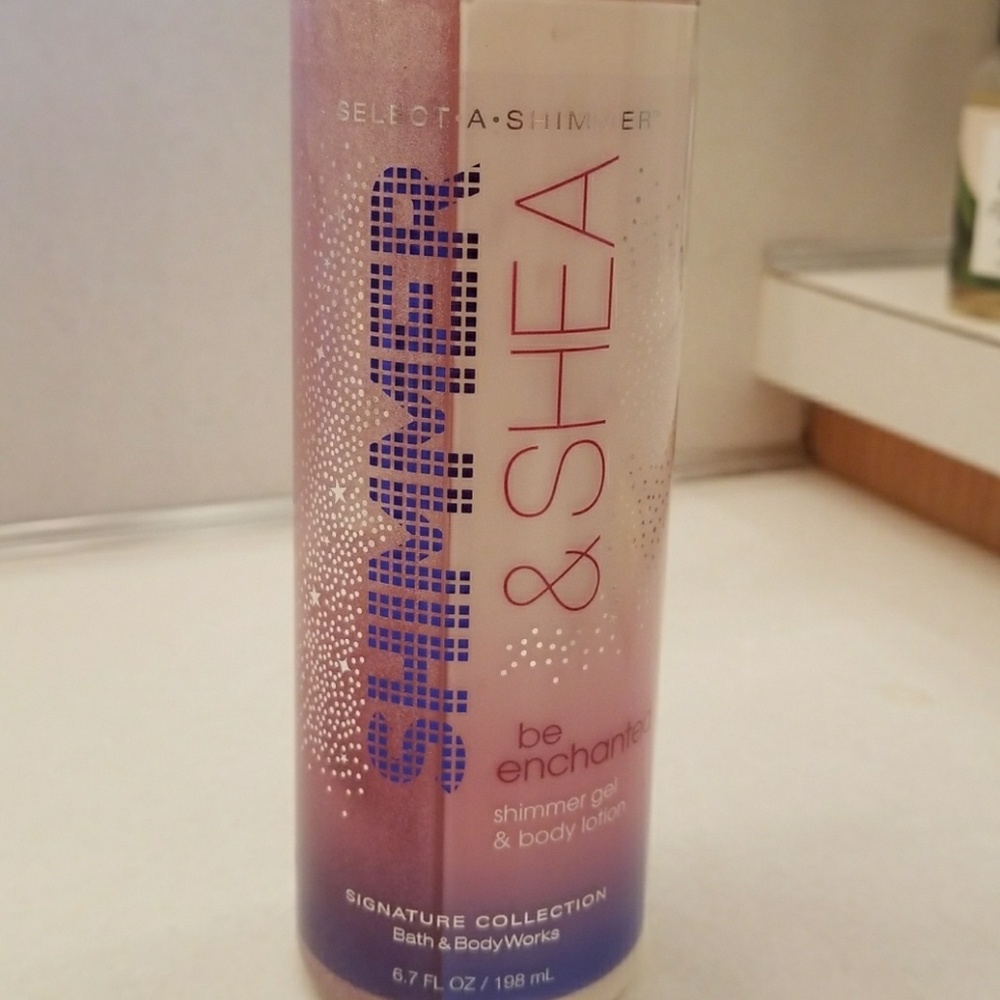 SELECT•A•SHIMMER™
SHIMMER
& SHEA
be
enchanted
shimmer gel
& body lotion
SIGNATURE COLLECTION
Bath & Body Works
6.7 FL OZ / 198 mL